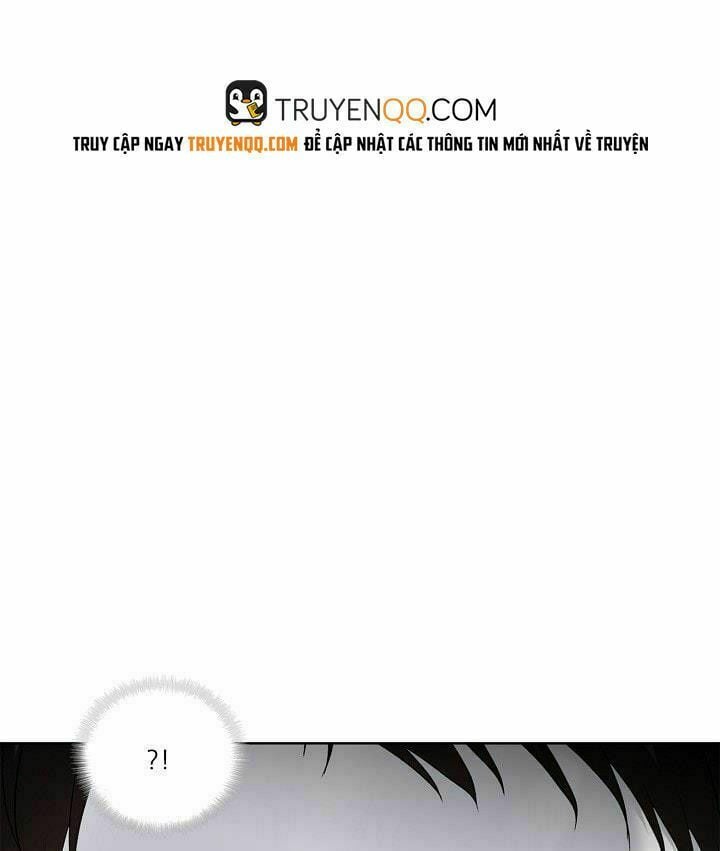 TRUYENQQ.COM
TRUY CẬP NGAY TRUYENQQ.COM ĐỂ CẬP NHẬT CÁC THÔNG TIN MỚI NHẤT VỀ TRUYỆN
?!